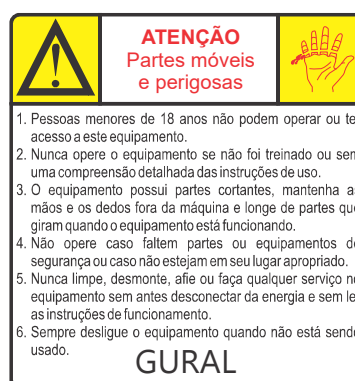 ATENÇÃO
Partes móveis
e perigosas
1. Pessoas menores de 18 anos não podem operar ou te
acesso a este equipamento.
2. Nunca opere o equipamento se não foi treinado ou sem
uma compreensão detalhada das instruções de uso.
3. O equipamento possui partes cortantes, mantenha as
mãos e os dedos fora da máquina e longe de partes que
giram quando o equipamento está funcionando.
4. Não opere caso faltem partes ou equipamentos de
segurança ou caso não estejam em seu lugar apropriado.
5. Nunca limpe, desmonte, afie ou faça qualquer serviço no
equipamento sem antes desconectar da energia e sem le
as instruções de funcionamento.
6. Sempre desligue o equipamento quando não está send
usado.
GURAL